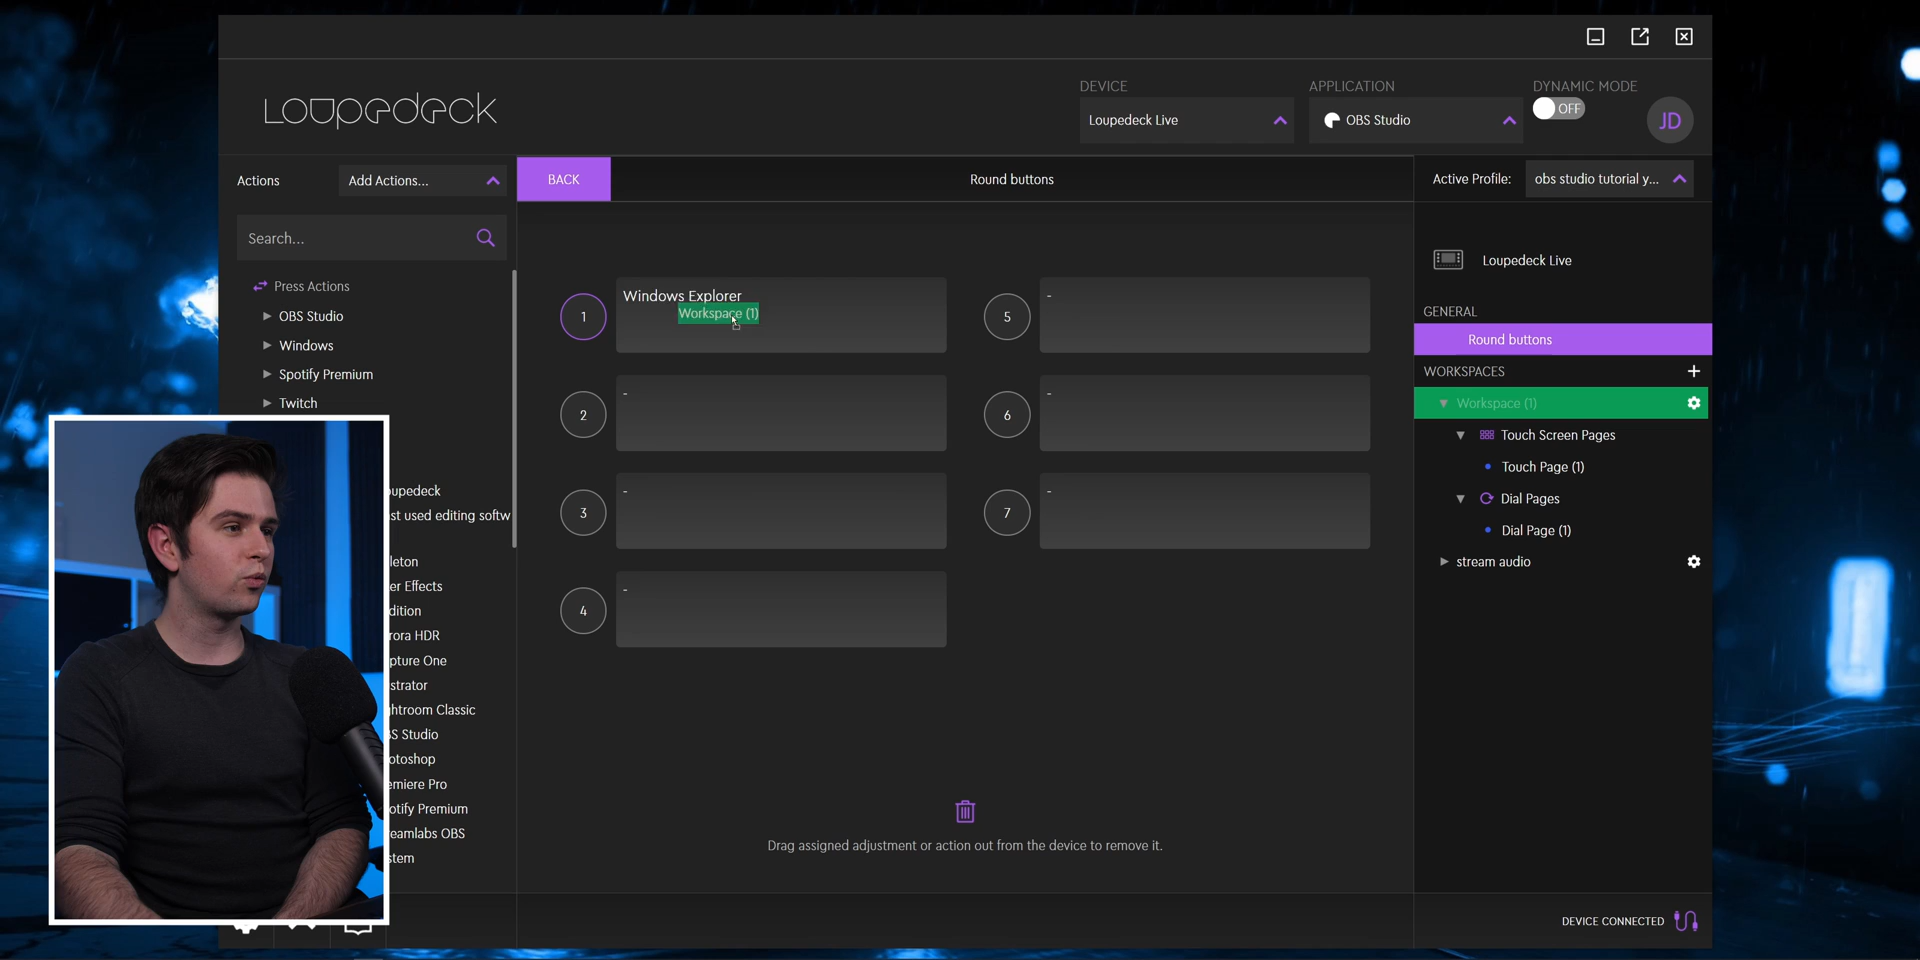 LOUPEDECK
DEVICE
Loupedeck Live
APPLICATION
OBS Studio
DYNAMIC MODE
OFF
JD
Actions
Add Actions...
Search...
Press Actions
OBS Studio
Windows
Spotify Premium
Twitch
oupedeck
st used editing softw
leton
er Effects
dition
rora HDR
pture One
strator
htroom Classic
BS Studio
otoshop
emiere Pro
otify Premium
eamlabs OBS
stem
BACK
Round buttons
1
Windows Explorer
Workspace (1)
2
-
3
-
4
-
5
-
6
-
7
-
Drag assigned adjustment or action out from the device to remove it.
Active Profile:
obs studio tutorial y...
Loupedeck Live
GENERAL
Round buttons
WORKSPACES
Workspace (1)
Touch Screen Pages
Touch Page (1)
Dial Pages
Dial Page (1)
stream audio
DEVICE CONNECTED